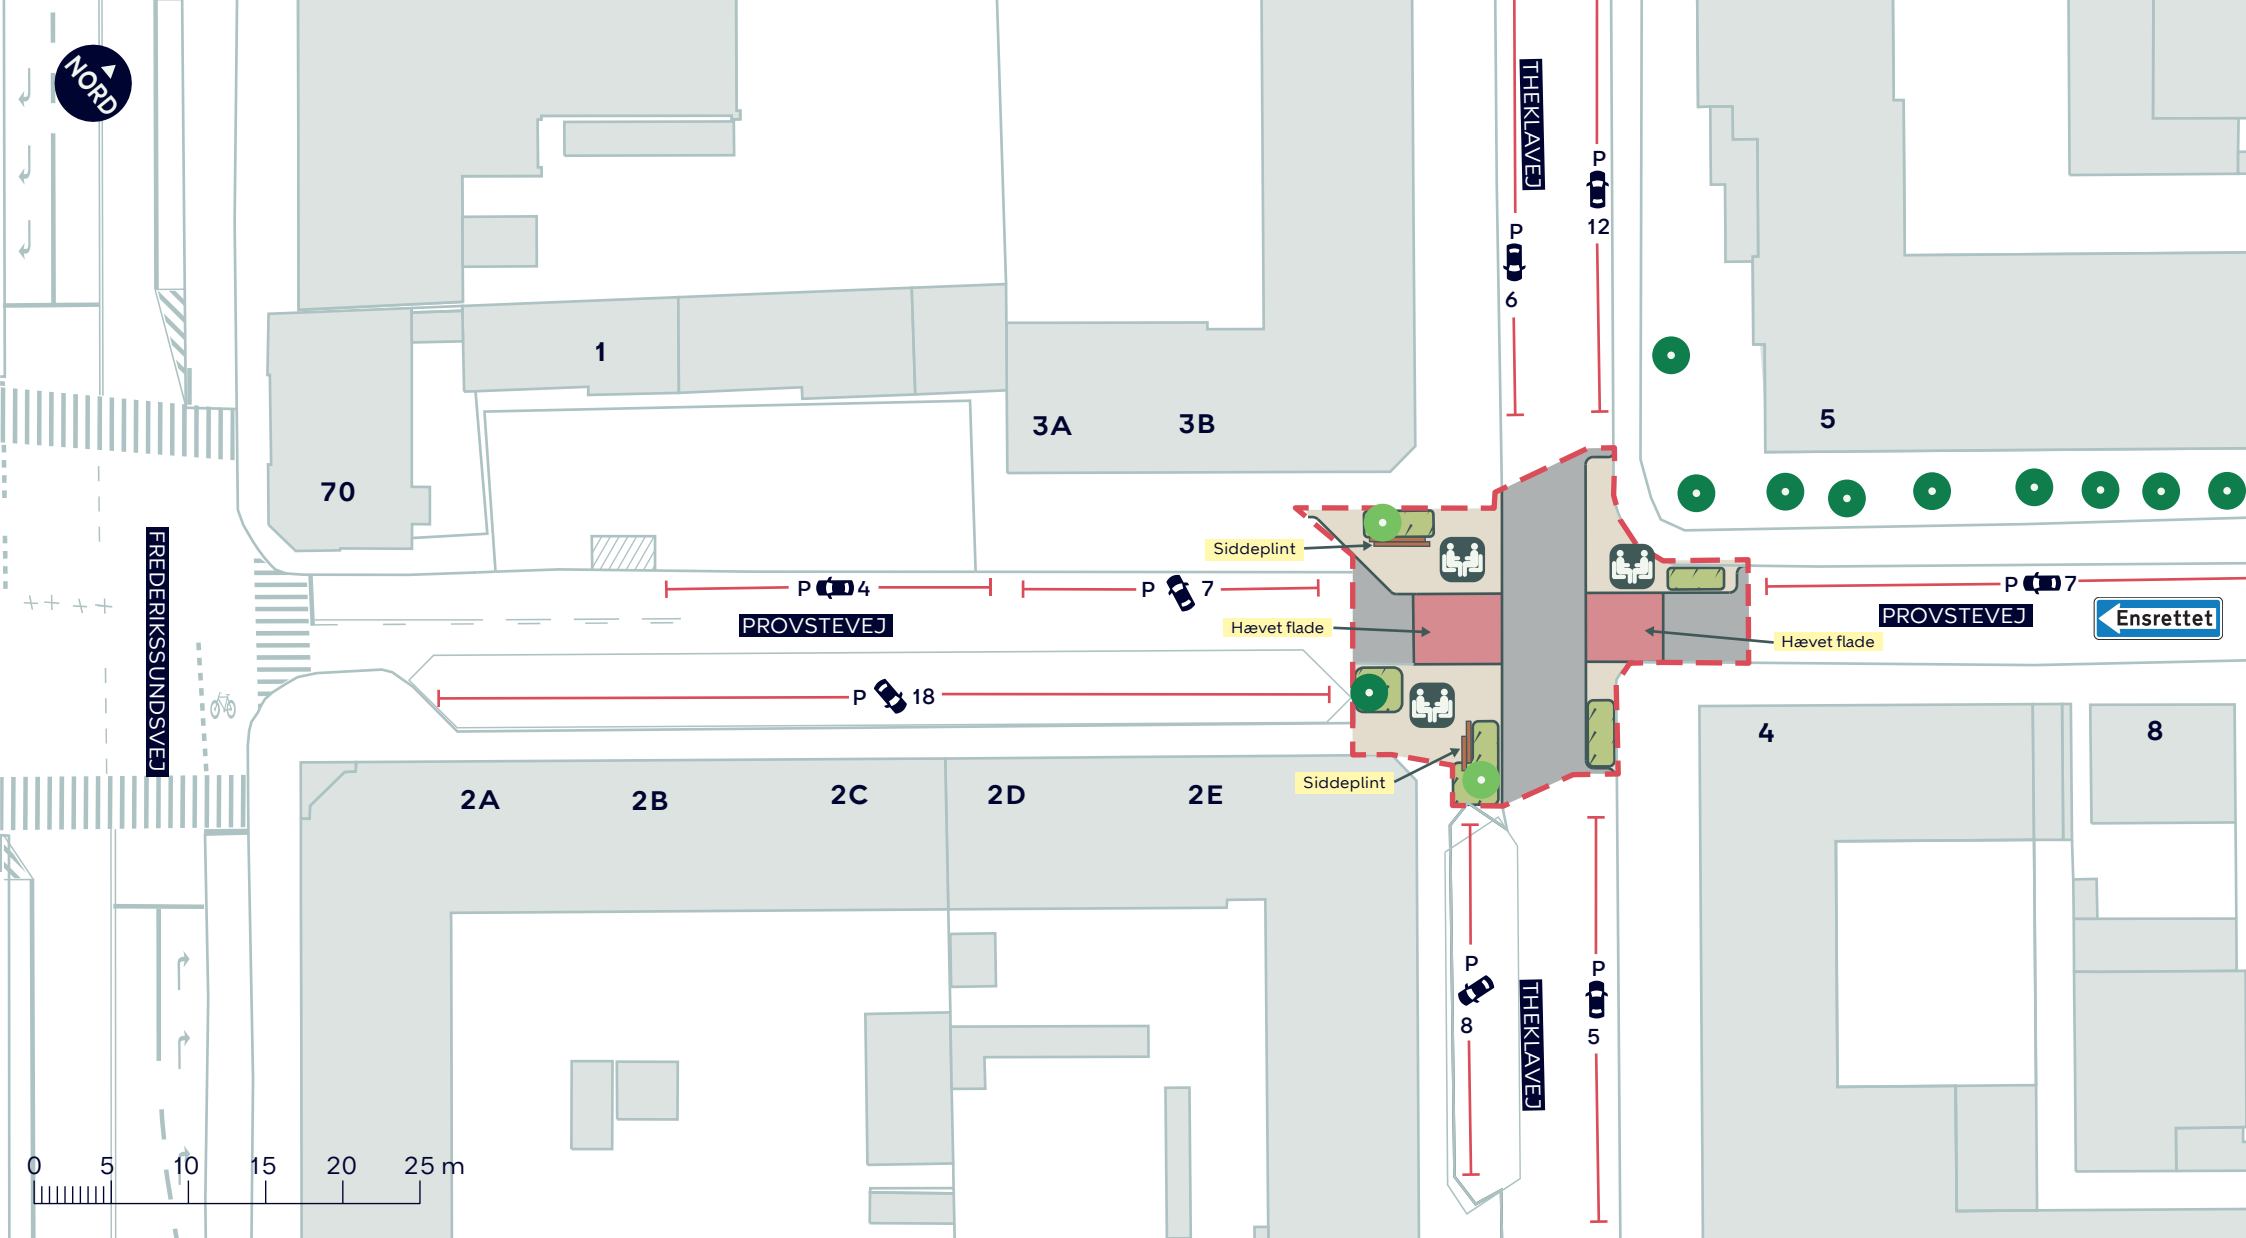 NORD
THEKLAVEJ
P
12
P
6
1
3A
3B
5
70
Siddeplint
P 4
P 7
P 7
PROVSTEVEJ
PROVSTEVEJ
Ensrettet
Hævet flade
Hævet flade
FREDERIKSSUNDSVEJ
P 18
4
8
Siddeplint
2A
2B
2C
2D
2E
P
8
P
5
THEKLAVEJ
0 5 10 15 20 25 m